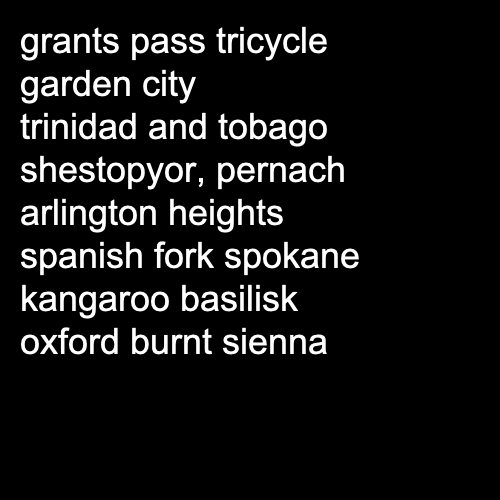 grants pass tricycle
garden city
trinidad and tobago
shestopyor, pernach
arlington heights
spanish fork spokane
kangaroo basilisk
oxford burnt sienna